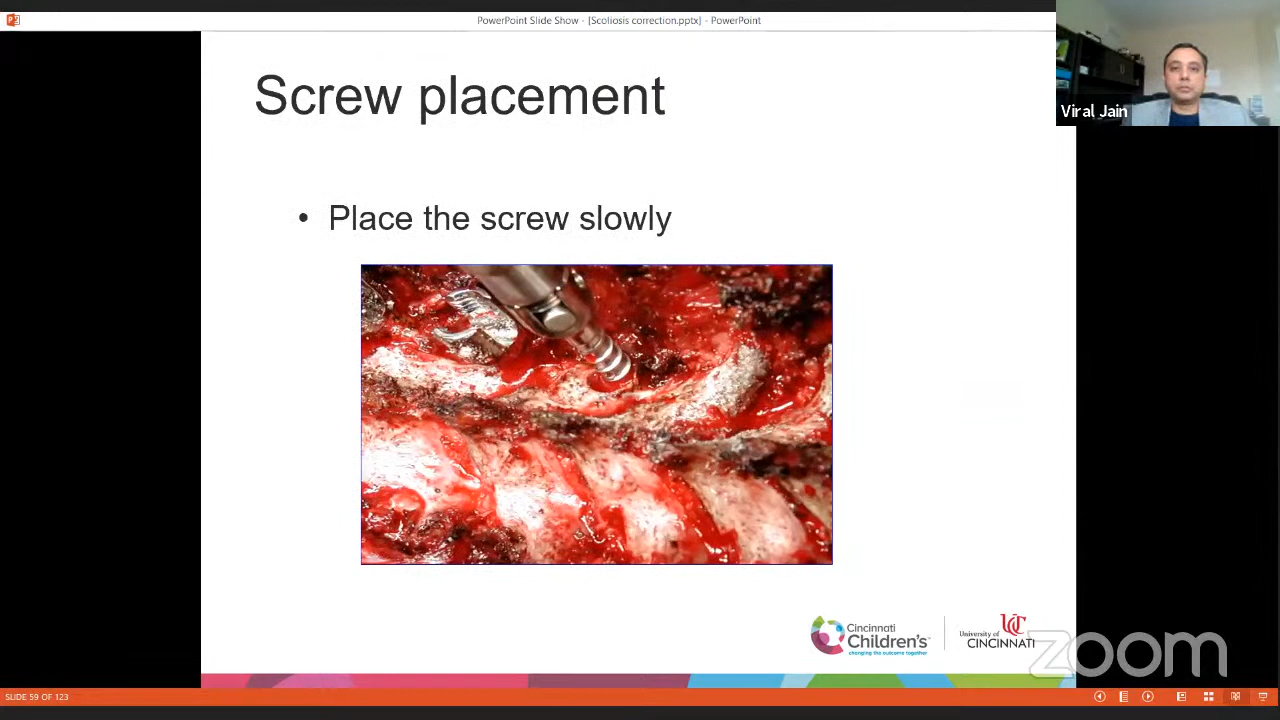 PowerPoint Slide Show - [Scoliosis correction.pptx] - PowerPoint
Viral Jain
Screw placement
• Place the screw slowly
Cincinnati
Children's™
changing the outcome together
University of
CINCINNATI
zoom
SLIDE 59 OF 123